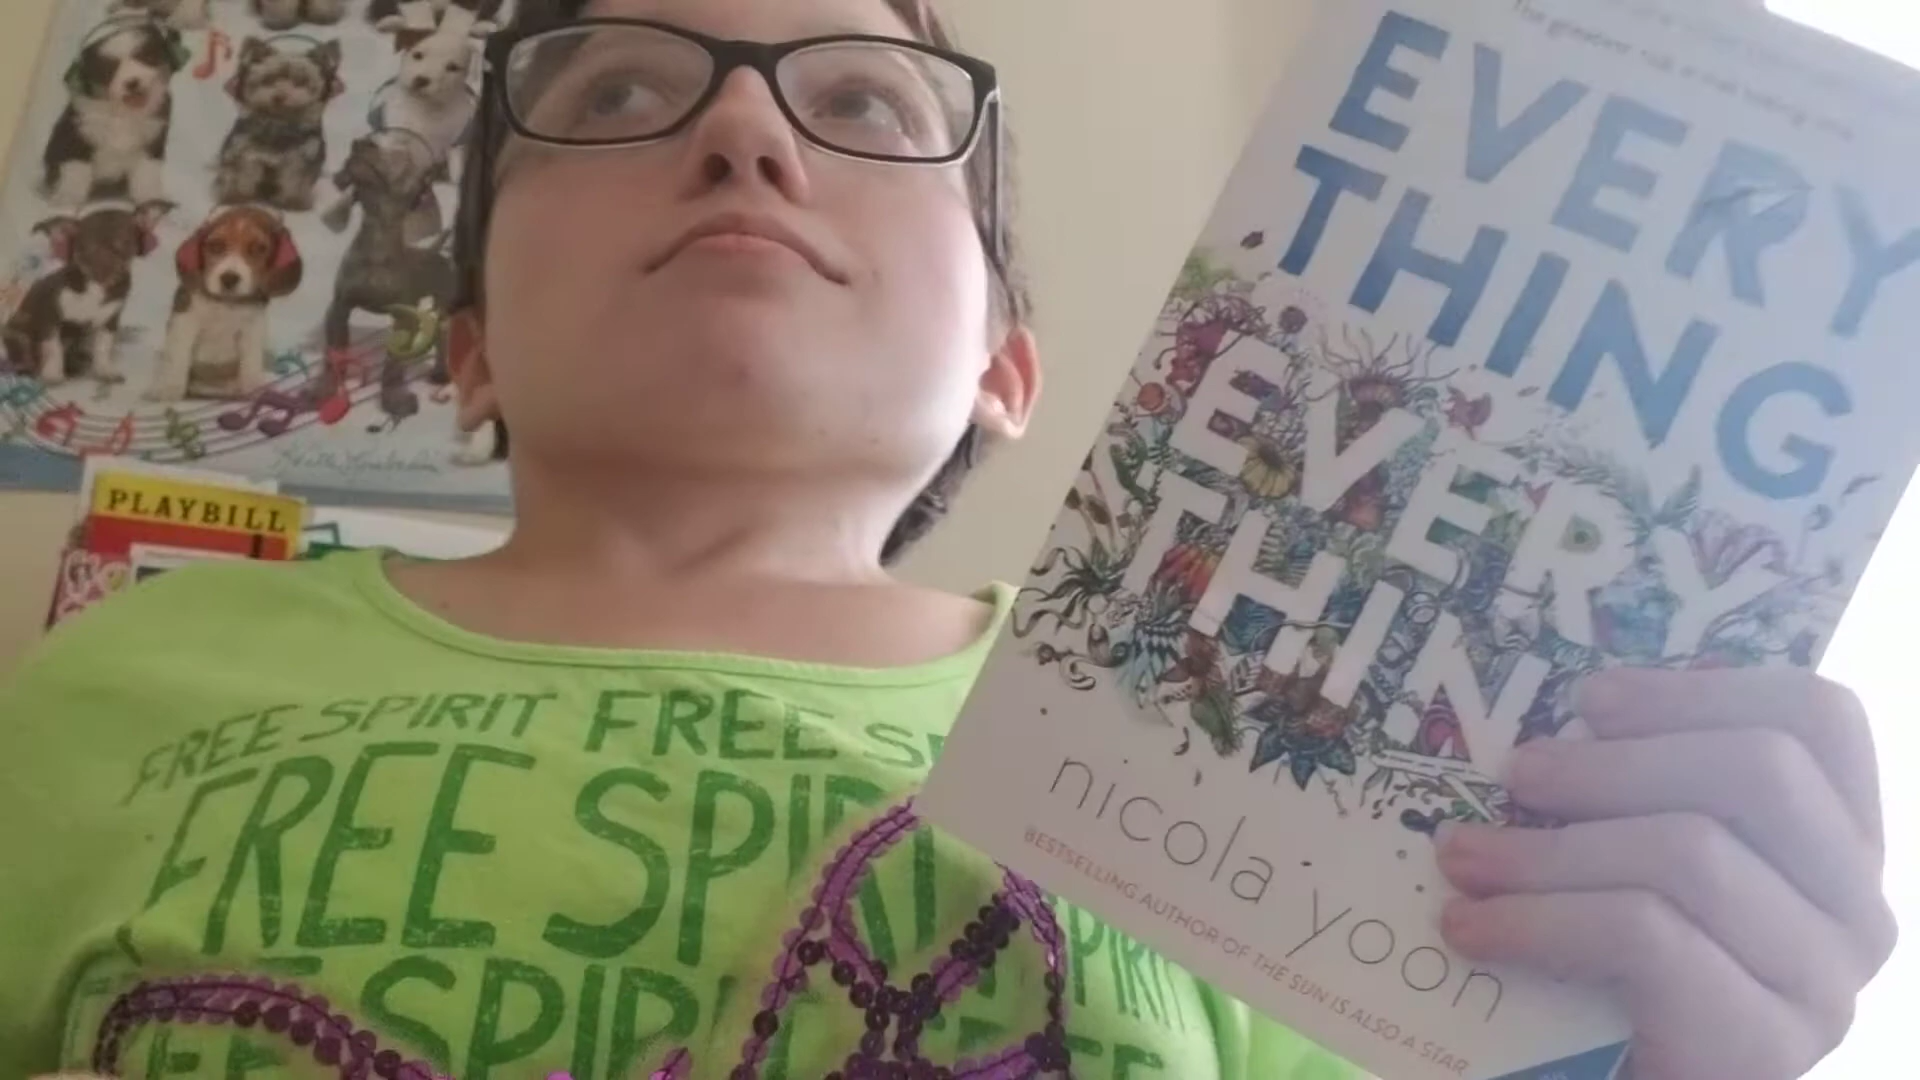 PLAYBILL
FREE SPIRIT FREE
FREE SPIRIT
EVERY
THING
EVERY
THIN
nicola yoon
BESTSELLING AUTHOR OF THE SUN IS ALSO A STAR